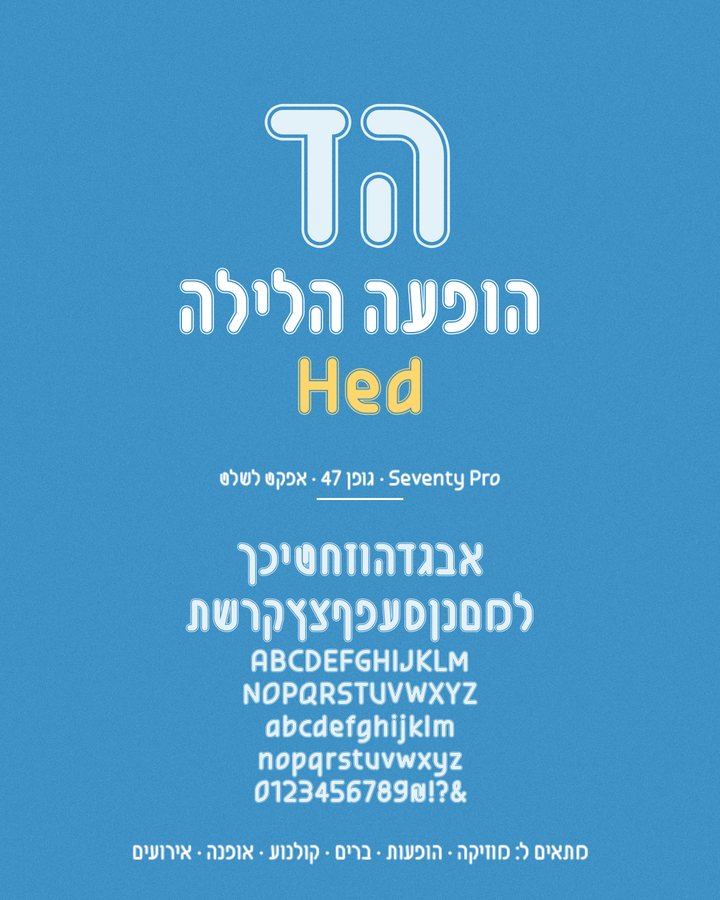 הד
הופעה הלילה
Hed
Seventy Pro · גופן 47 · אפקט לשלט
אבגדהוזחטיכך
למםנןסעפףצץקרשת
ABCDEFGHIJKLM
NOPQRSTUVWXYZ
abcdefghijklm
nopqrstuvwxyz
0123456789₪!?&
מתאים ל: מוזיקה · הופעות · ברים · קולנוע · אופנה · אירועים